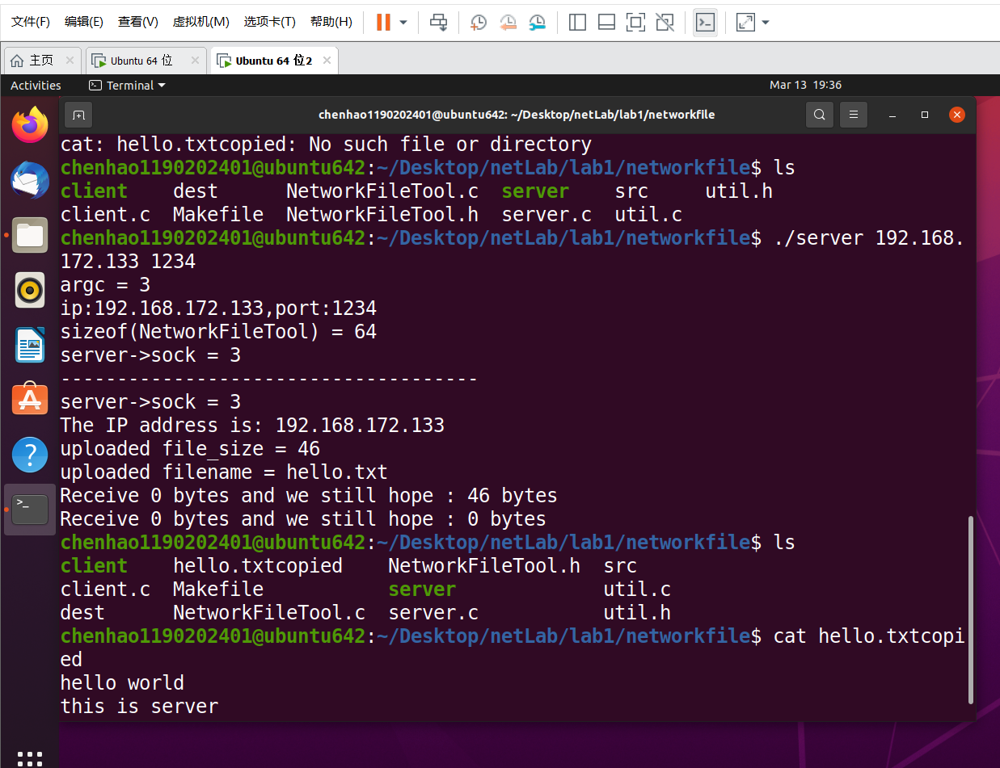 文件(F) 编辑(E) 查看(V) 虚拟机(M) 选项卡(T) 帮助(H)
主页 Ubuntu 64 位 Ubuntu 64 位 2
Activities Terminal Mar 13 19:36
chenhao1190202401@ubuntu642: ~/Desktop/netLab/lab1/networkfile
cat: hello.txtcopied: No such file or directory
chenhao1190202401@ubuntu642:~/Desktop/netLab/lab1/networkfile$ ls
client dest NetworkFileTool.c server src util.h
client.c Makefile NetworkFileTool.h server.c util.c
chenhao1190202401@ubuntu642:~/Desktop/netLab/lab1/networkfile$ ./server 192.168.
172.133 1234
argc = 3
ip:192.168.172.133,port:1234
sizeof(NetworkFileTool) = 64
server->sock = 3
-------------------------------------
server->sock = 3
The IP address is: 192.168.172.133
uploaded file_size = 46
uploaded filename = hello.txt
Receive 0 bytes and we still hope : 46 bytes
Receive 0 bytes and we still hope : 0 bytes
chenhao1190202401@ubuntu642:~/Desktop/netLab/lab1/networkfile$ ls
client hello.txtcopied NetworkFileTool.h src
client.c Makefile server util.c
dest NetworkFileTool.c server.c util.h
chenhao1190202401@ubuntu642:~/Desktop/netLab/lab1/networkfile$ cat hello.txtcopi
ed
hello world
this is server